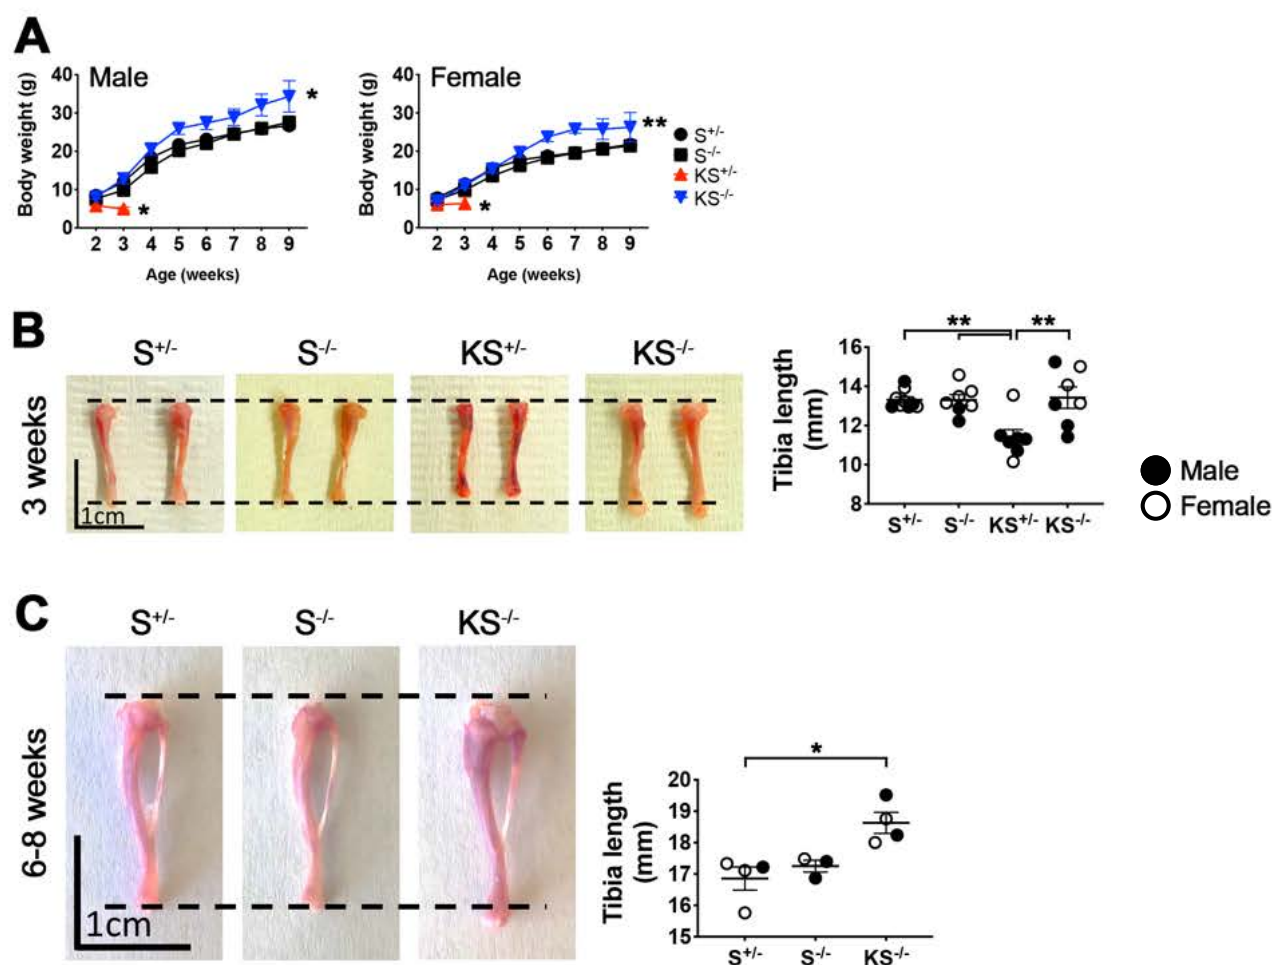 A
Male
Body weight (g)
40
30
20
10
0
2 3 4 5 6 7 8 9
Age (weeks)
*
*
Female
Body weight (g)
40
30
20
10
0
2 3 4 5 6 7 8 9
Age (weeks)
**
*
S+/-
S-/-
KS+/-
KS-/-
B
S+/- S-/- KS+/- KS-/-
3 weeks
1cm
** **
Tibia length
(mm)
16
14
12
10
8
S+/- S-/- KS+/- KS-/-
Male
Female
C
S+/- S-/- KS-/-
6-8 weeks
1cm
*
Tibia length
(mm)
20
19
18
17
16
15
S+/- S-/- KS-/-